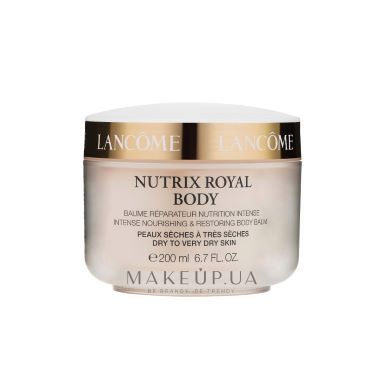 LANCÔME LANCÔME
NUTRIX ROYAL
BODY
BAUME RÉPARATEUR NUTRITION INTENSE
INTENSE NOURISHING & RESTORING BODY BALM
PEAUX SÈCHES À TRÈS SÈCHES
DRY TO VERY DRY SKIN
℮200 ml 6.7 FL.OZ.
MAKEUP.UA
BE BRANDY. BE TRENDY